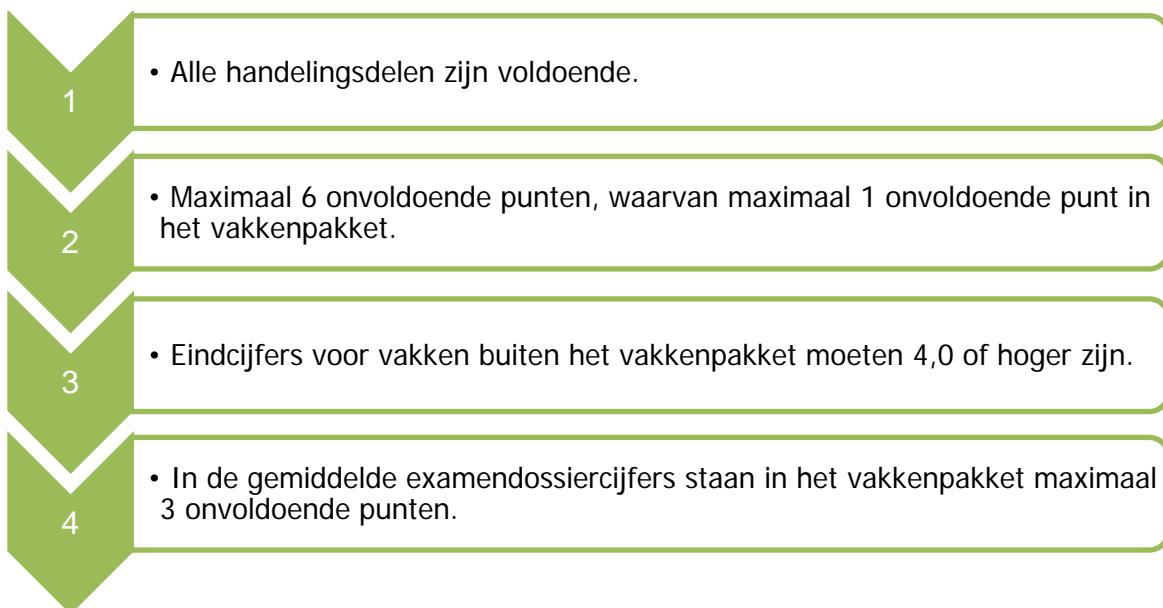 1
• Alle handelingsdelen zijn voldoende.
2
• Maximaal 6 onvoldoende punten, waarvan maximaal 1 onvoldoende punt in
het vakkenpakket.
3
• Eindcijfers voor vakken buiten het vakkenpakket moeten 4,0 of hoger zijn.
4
• In de gemiddelde examendossiercijfers staan in het vakkenpakket maximaal
3 onvoldoende punten.